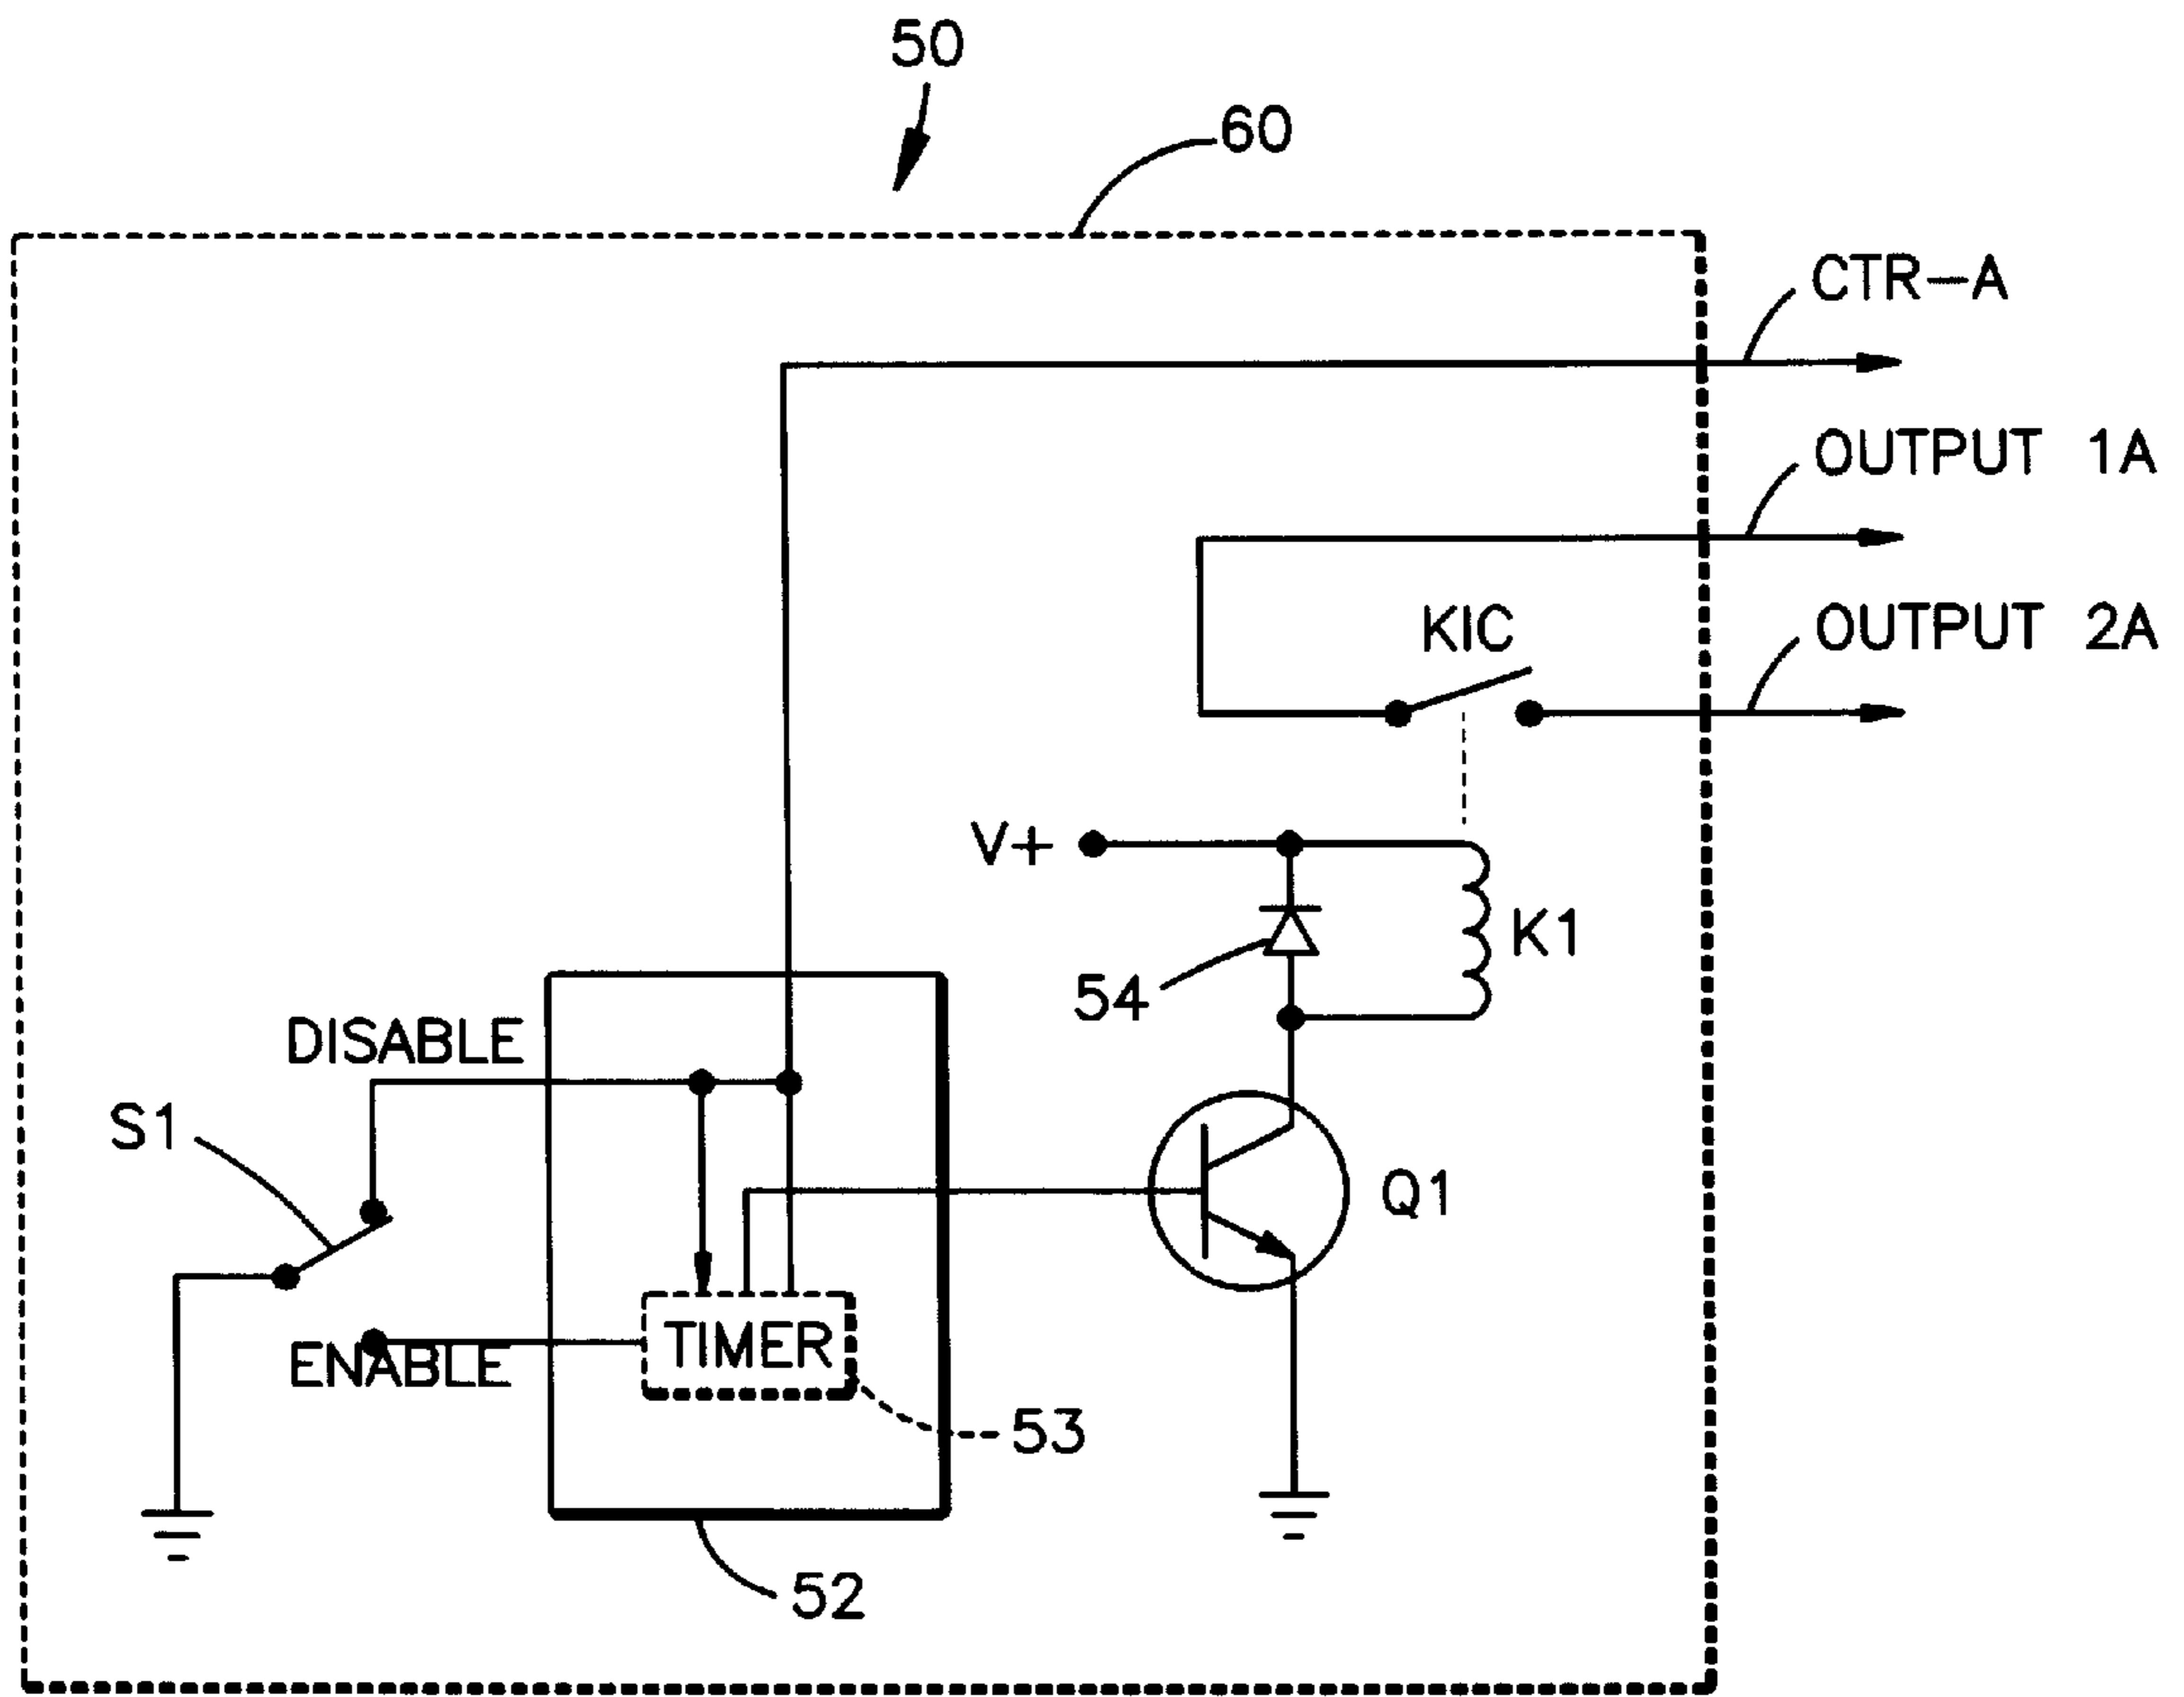 50
60
CTR-A
OUTPUT 1A
KIC
OUTPUT 2A
V+
K1
54
DISABLE
S1
Q1
TIMER
ENABLE
53
52